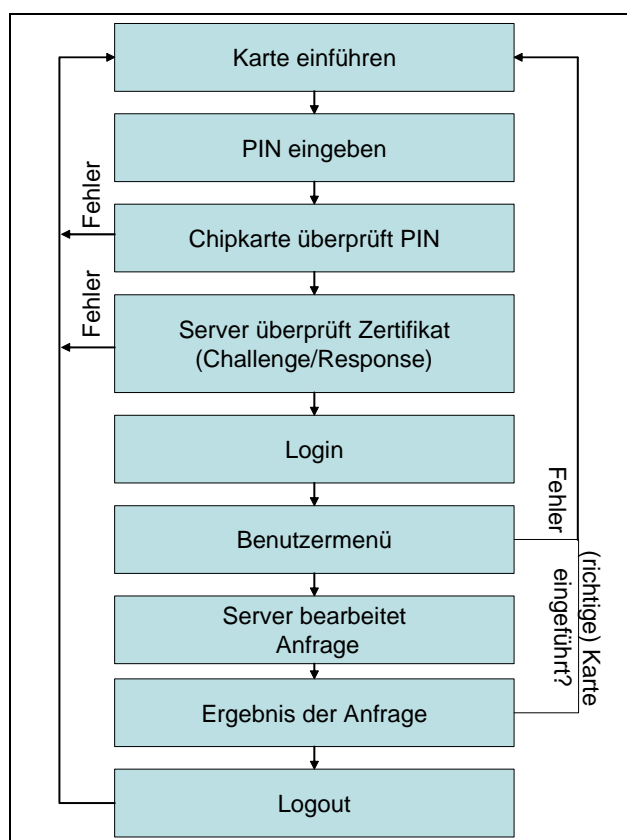 Karte einführen
PIN eingeben
Fehler
Chipkarte überprüft PIN
Fehler
Server überprüft Zertifikat
(Challenge/Response)
Login
Benutzermenü
Fehler
(richtige) Karte
eingeführt?
Server bearbeitet
Anfrage
Ergebnis der Anfrage
Logout